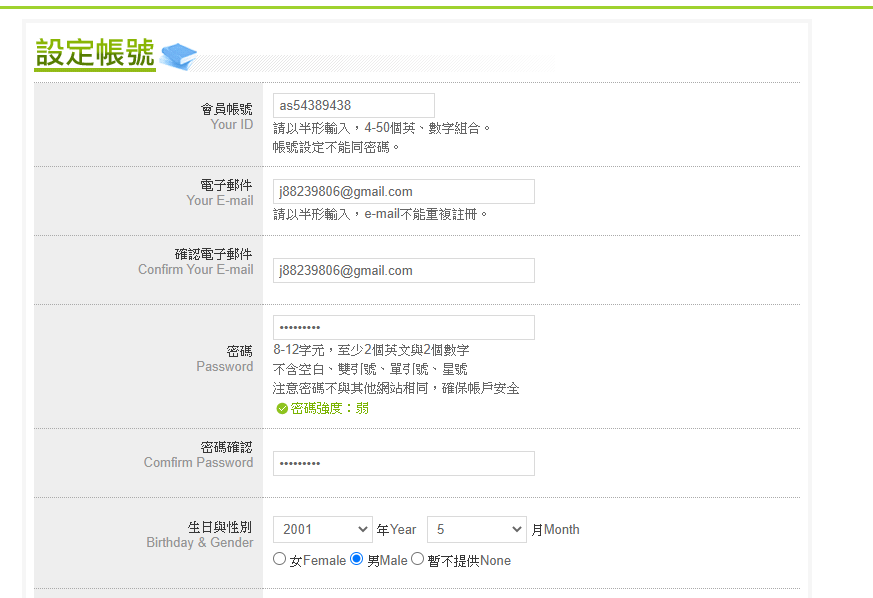 設定帳號
會員帳號
Your ID
as54389438
請以半形輸入，4-50個英、數字組合。
帳號設定不能同密碼。
電子郵件
Your E-mail
j88239806@gmail.com
請以半形輸入，e-mail不能重複註冊。
確認電子郵件
Confirm Your E-mail
j88239806@gmail.com
密碼
Password
•••••••••
8-12字元，至少2個英文與2個數字
不含空白、雙引號、單引號、星號
注意密碼不與其他網站相同，確保帳戶安全
密碼強度：弱
密碼確認
Comfirm Password
•••••••••
生日與性別
Birthday & Gender
2001 年Year 5 月Month
女Female 男Male 暫不提供None